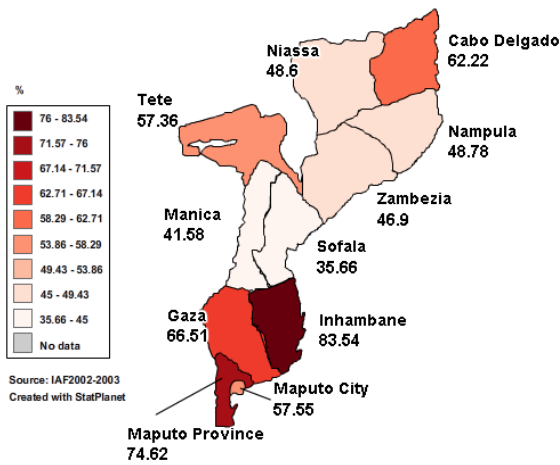 Cabo Delgado
62.22
Niassa
48.6
Tete
57.36
Nampula
48.78
Zambezia
46.9
Manica
41.58
Sofala
35.66
Gaza
66.51
Inhambane
83.54
Maputo City
57.55
Maputo Province
74.62
%
76 - 83.54
71.57 - 76
67.14 - 71.57
62.71 - 67.14
58.29 - 62.71
53.86 - 58.29
49.43 - 53.86
45 - 49.43
35.66 - 45
No data
Source: IAF2002-2003
Created with StatPlanet